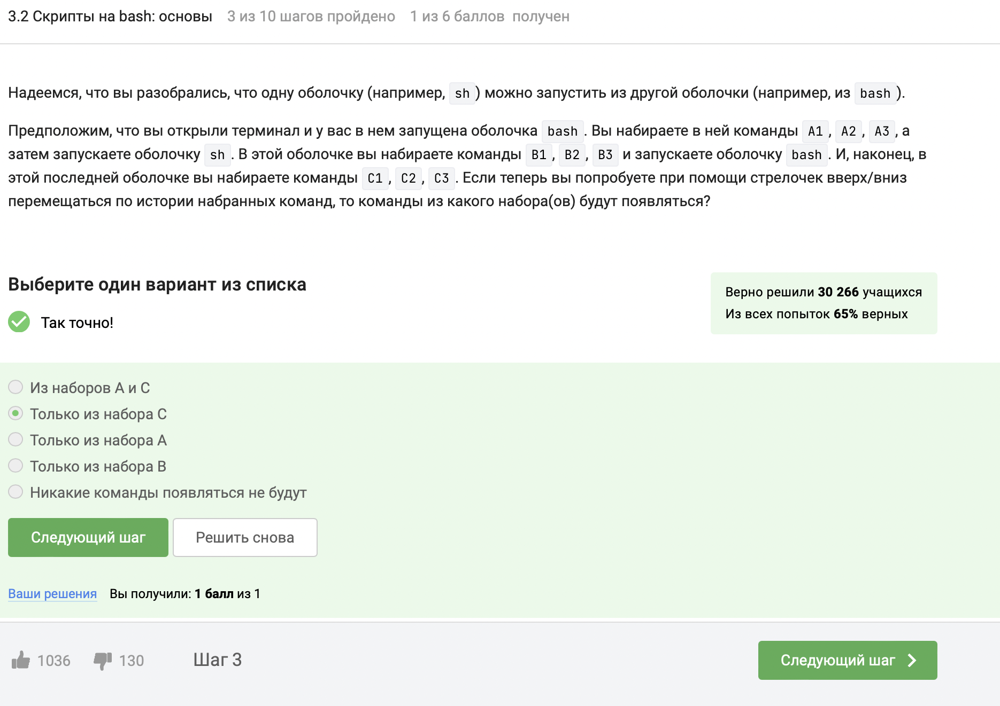 3.2 Скрипты на bash: основы 3 из 10 шагов пройдено 1 из 6 баллов получен
Надеемся, что вы разобрались, что одну оболочку (например, sh) можно запустить из другой оболочки (например, из bash).
Предположим, что вы открыли терминал и у вас в нем запущена оболочка bash. Вы набираете в ней команды A1, A2, A3, а
затем запускаете оболочку sh. В этой оболочке вы набираете команды B1, B2, B3 и запускаете оболочку bash. И, наконец, в
этой последней оболочке вы набираете команды C1, C2, C3. Если теперь вы попробуете при помощи стрелочек вверх/вниз
перемещаться по истории набранных команд, то команды из какого набора(ов) будут появляться?
Выберите один вариант из списка
Верно решили 30 266 учащихся
Из всех попыток 65% верных
Так точно!
Из наборов A и C
Только из набора C
Только из набора A
Только из набора B
Никакие команды появляться не будут
Следующий шаг Решить снова
Ваши решения Вы получили: 1 балл из 1
1036 130 Шаг 3 Следующий шаг